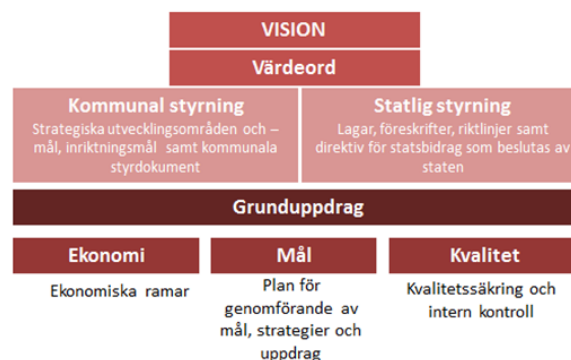 VISION
Värdeord
Kommunal styrning
Strategiska utvecklingsområden och –
mål, inriktningsmål samt kommunala
styrdokument
Statlig styrning
Lagar, föreskrifter, riktlinjer samt
direktiv för statsbidrag som beslutas av
staten
Grunduppdrag
Ekonomi
Ekonomiska ramar
Mål
Plan för
genomförande av
mål, strategier och
uppdrag
Kvalitet
Kvalitetssäkring och
intern kontroll